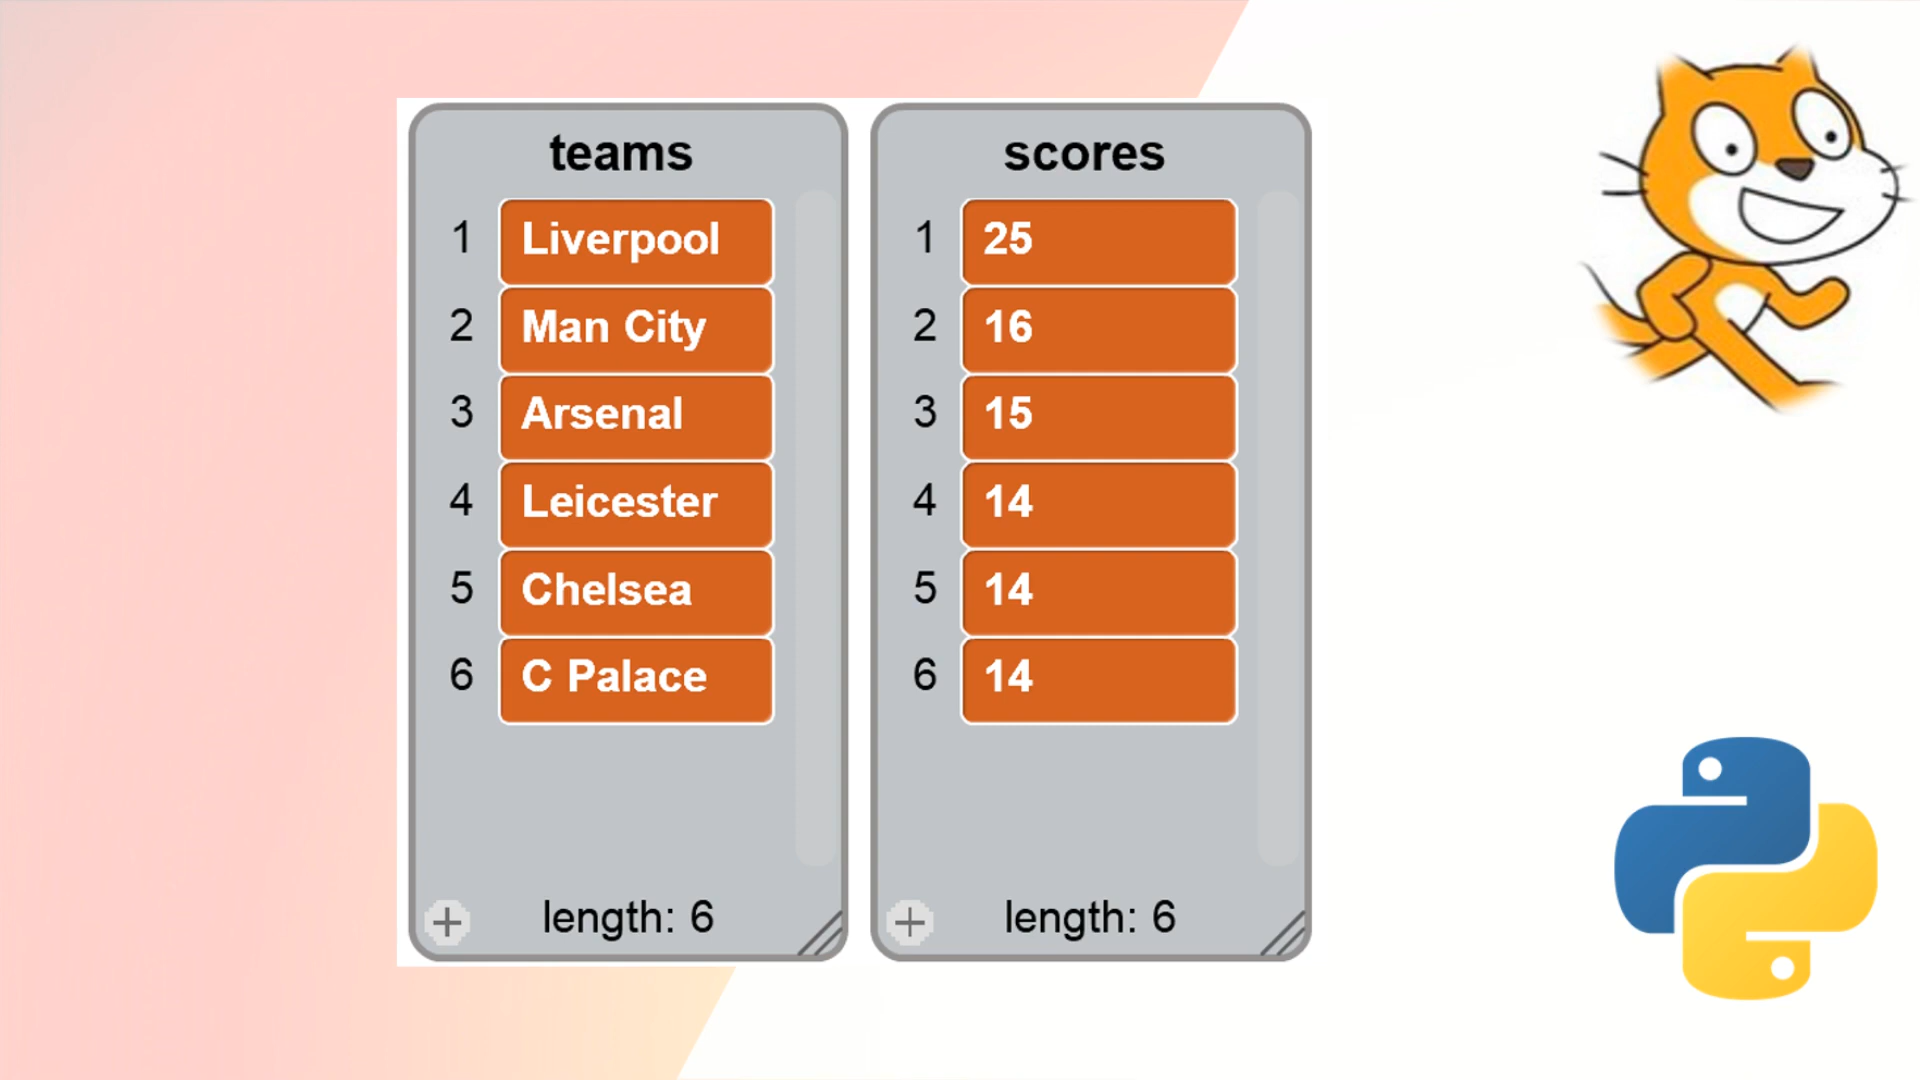 teams
1 Liverpool
2 Man City
3 Arsenal
4 Leicester
5 Chelsea
6 C Palace
+ length: 6
scores
1 25
2 16
3 15
4 14
5 14
6 14
+ length: 6